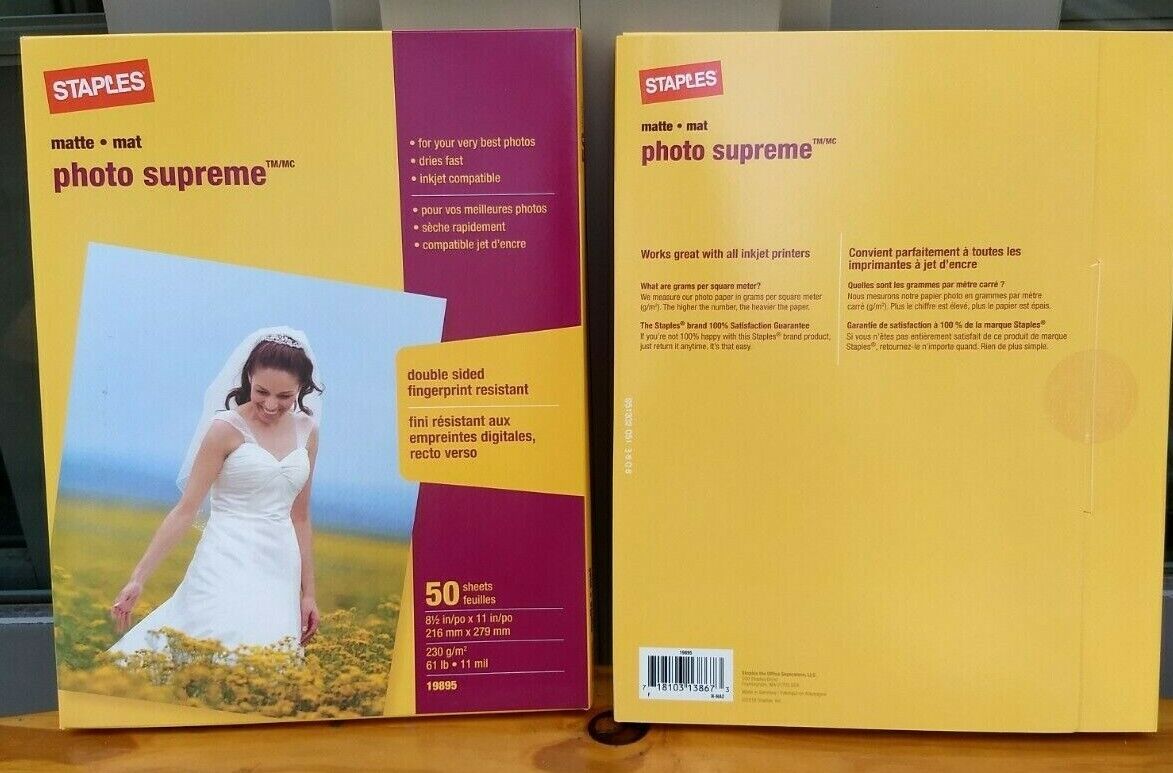 STAPLES
matte • mat
photo supreme™/MC
• for your very best photos
• dries fast
• inkjet compatible
• pour vos meilleures photos
• sèche rapidement
• compatible jet d'encre
double sided
fingerprint resistant
fini résistant aux
empreintes digitales,
recto verso
50 sheets
feuilles
8½ in/po x 11 in/po
216 mm x 279 mm
230 g/m²
61 lb • 11 mil
19895
STAPLES
matte • mat
photo supreme™/MC
Works great with all inkjet printers
What are grams per square meter?
We measure our photo paper in grams per square meter
(g/m²). The higher the number, the heavier the paper.
The Staples® brand 100% Satisfaction Guarantee
If you're not 100% happy with this Staples® brand product,
just return it anytime. It's that easy.
Convient parfaitement à toutes les
imprimantes à jet d'encre
Quelles sont les grammes par mètre carré ?
Nous mesurons notre papier photo en grammes par mètre
carré (g/m²). Plus le chiffre est élevé, plus le papier est épais.
Garantie de satisfaction à 100 % de la marque Staples®
Si vous n'êtes pas entièrement satisfait de ce produit de marque
Staples®, retournez-le n'importe quand. Rien de plus simple.
19895
7 18103 13867 3
Staples the Office Superstore, LLC